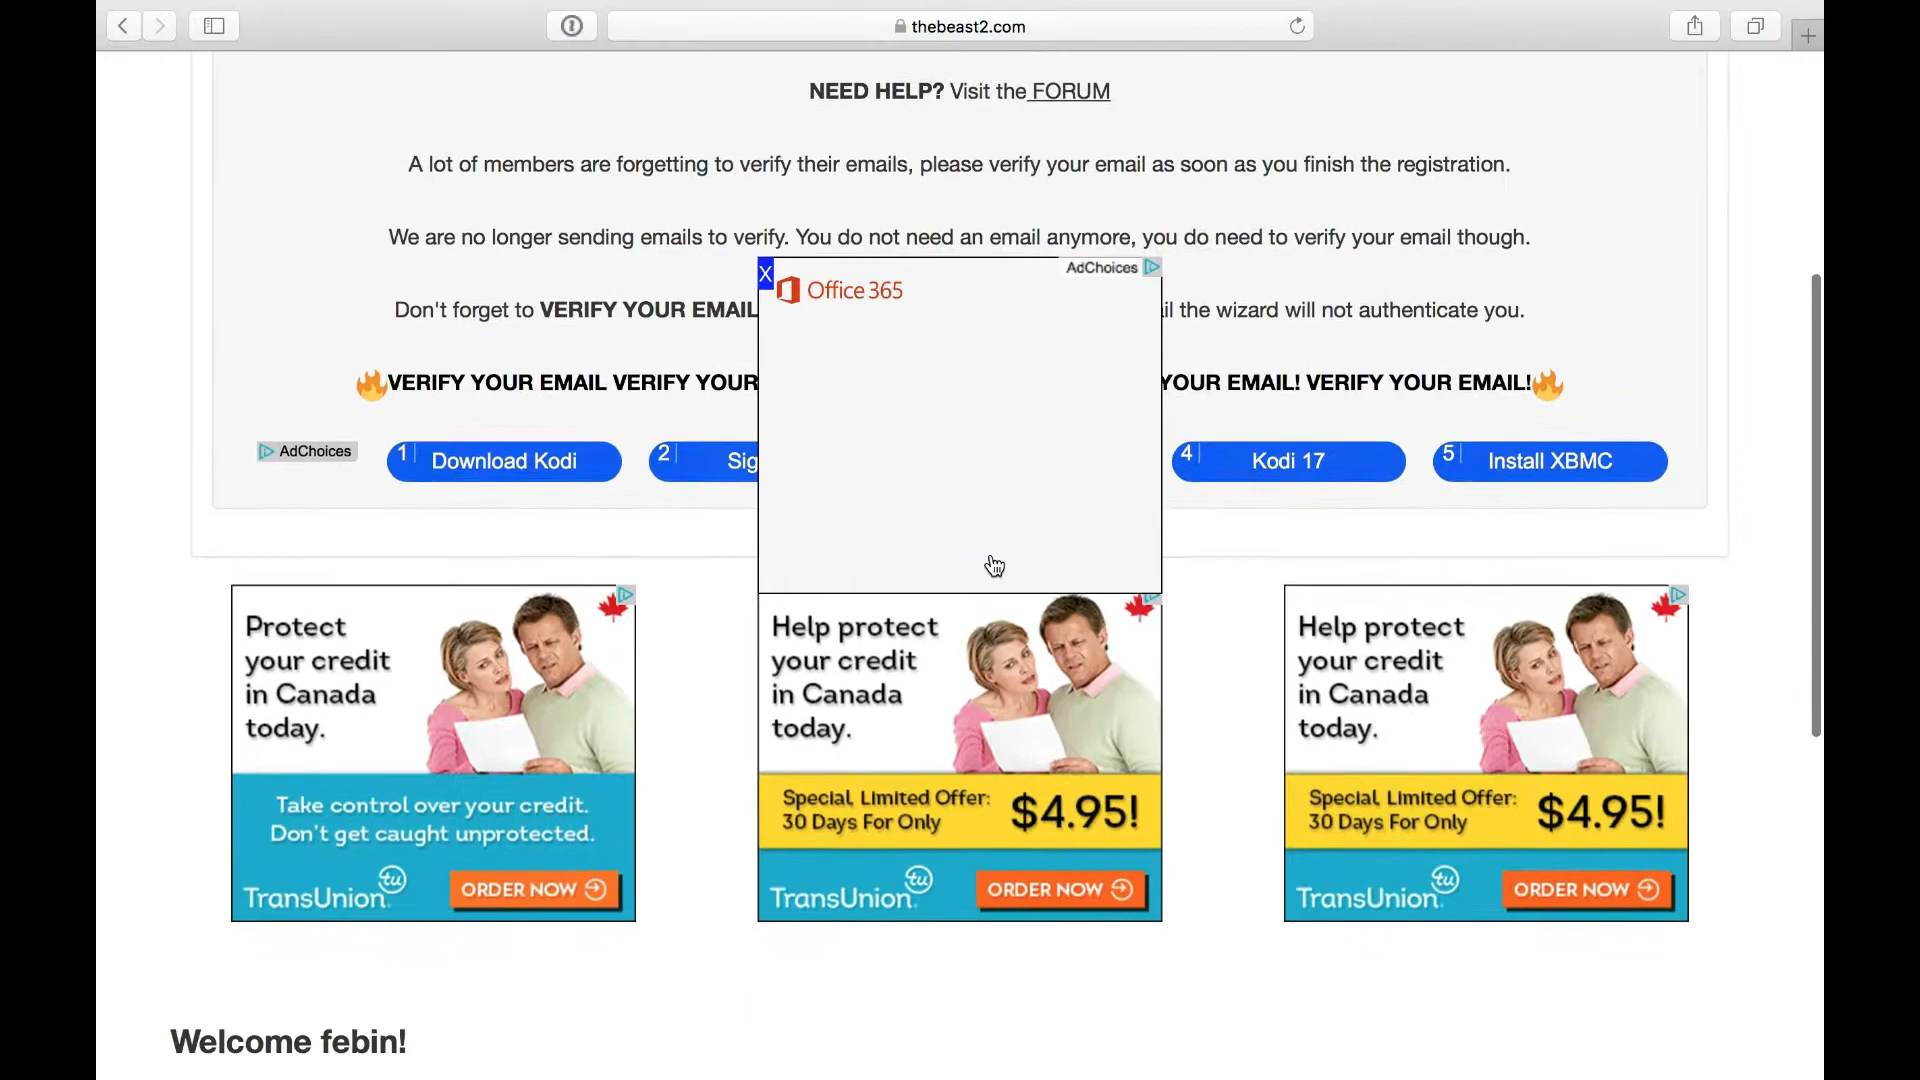 thebeast2.com
NEED HELP? Visit the FORUM
A lot of members are forgetting to verify their emails, please verify your email as soon as you finish the registration.
We are no longer sending emails to verify. You do not need an email anymore, you do need to verify your email though.
X
AdChoices
Office 365
Don't forget to VERIFY YOUR EMAIL
the wizard will not authenticate you.
VERIFY YOUR EMAIL VERIFY YOUR
YOUR EMAIL! VERIFY YOUR EMAIL!
AdChoices
1 Download Kodi
2 Sig
4 Kodi 17
5 Install XBMC
Protect
your credit
in Canada
today.
Take control over your credit.
Don't get caught unprotected.
TransUnion tu
ORDER NOW
Help protect
your credit
in Canada
today.
Special, Limited Offer:
30 Days For Only
$4.95!
TransUnion tu
ORDER NOW
Help protect
your credit
in Canada
today.
Special, Limited Offer:
30 Days For Only
$4.95!
TransUnion tu
ORDER NOW
Welcome febin!